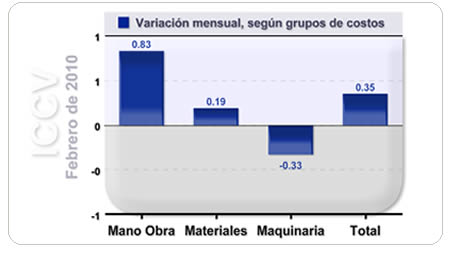 Variación mensual, según grupos de costos
ICCV
Febrero de 2010
1
1
0
-0
-1
0.83
0.19
-0.33
0.35
Mano Obra
Materiales
Maquinaria
Total